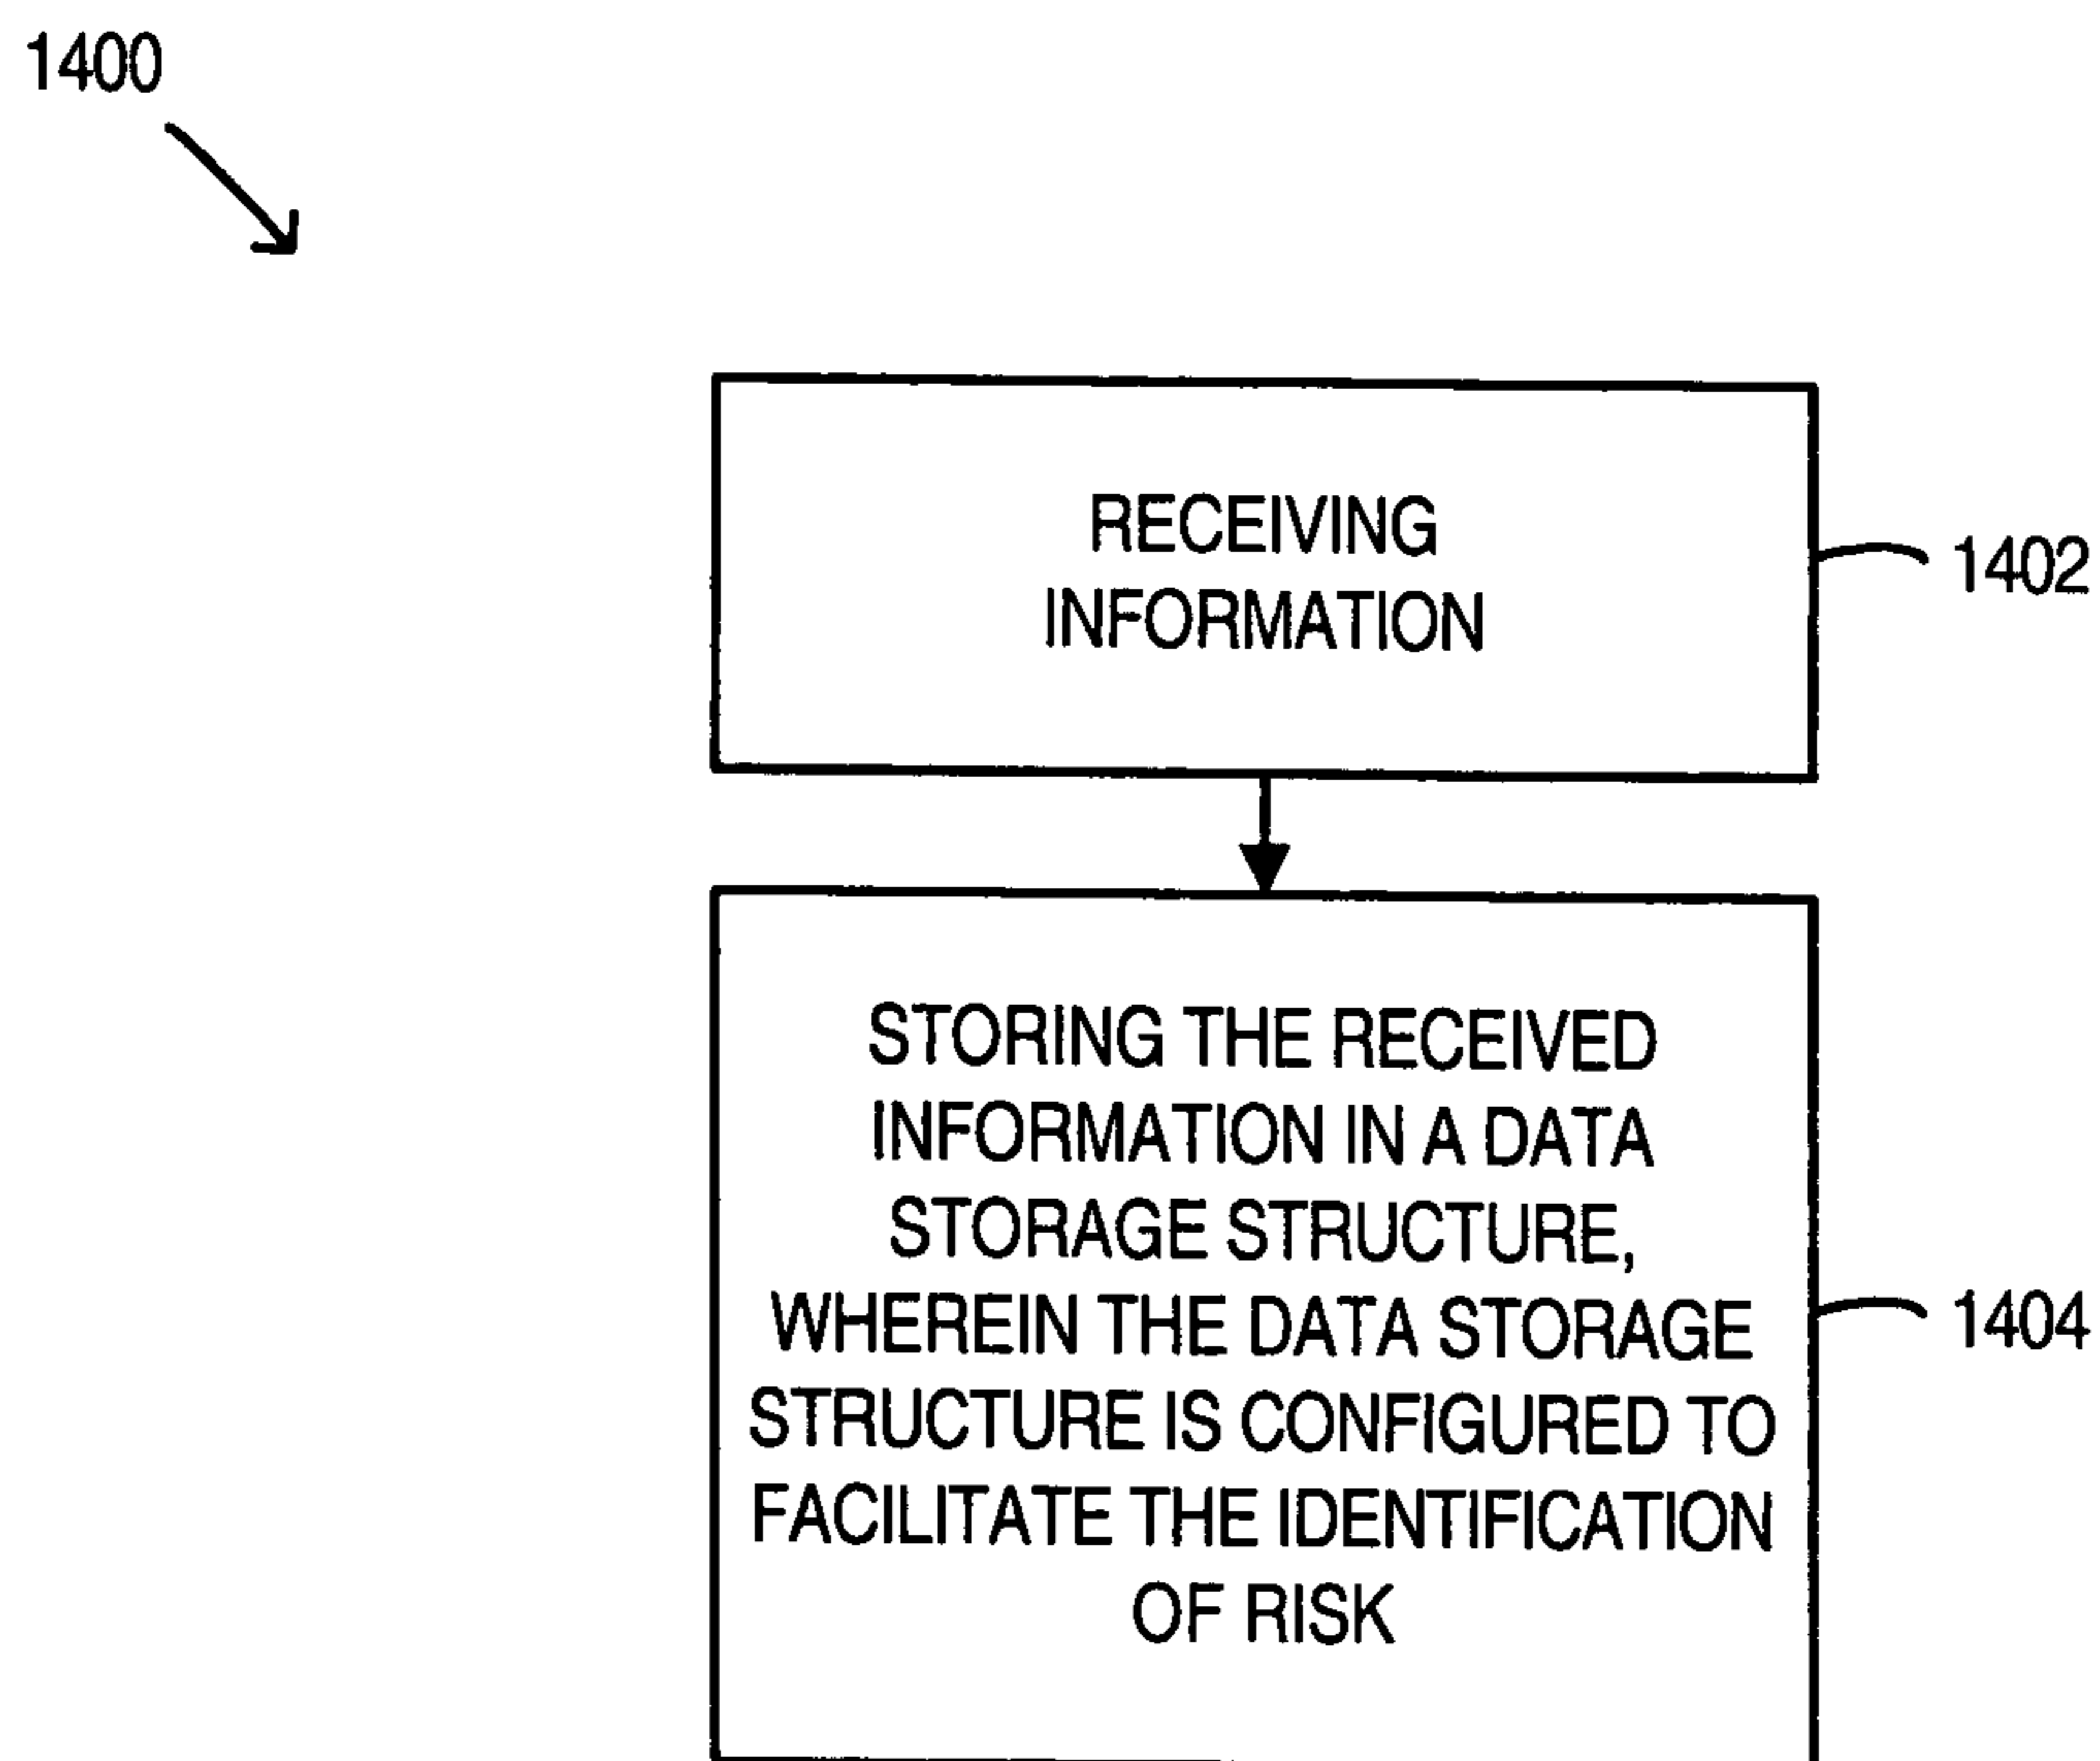 1400
RECEIVING
INFORMATION
1402
STORING THE RECEIVED
INFORMATION IN A DATA
STORAGE STRUCTURE,
WHEREIN THE DATA STORAGE
STRUCTURE IS CONFIGURED TO
FACILITATE THE IDENTIFICATION
OF RISK
1404